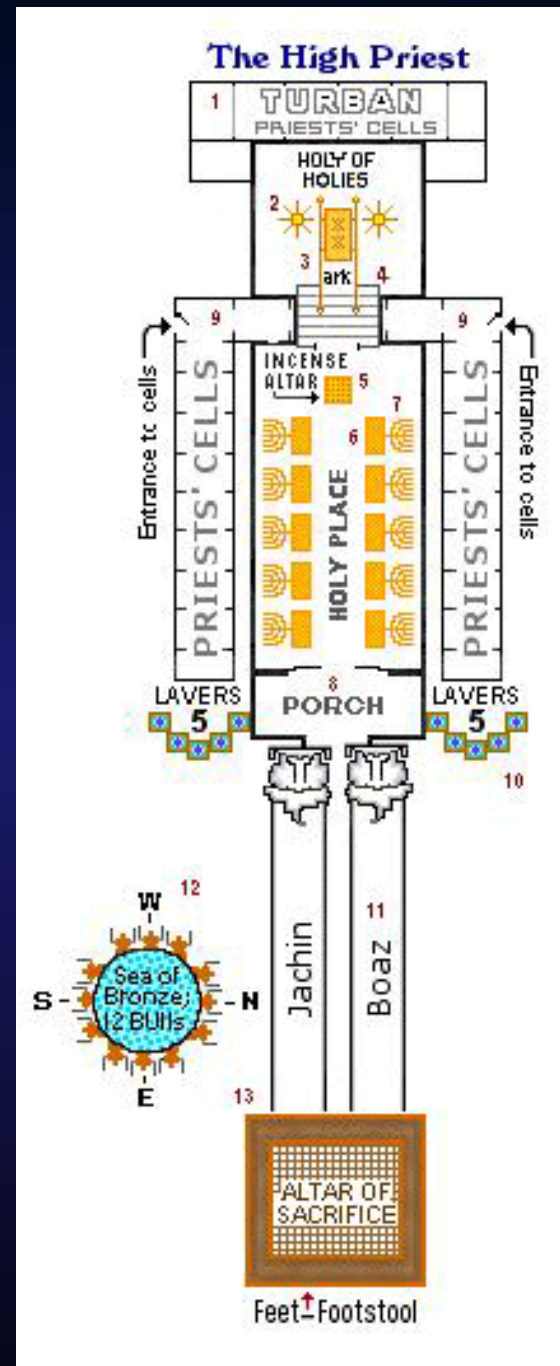 The High Priest
1
TURBAN
PRIESTS' CELLS
HOLY OF
HOLIES
2
3
ark
4
9
9
INCENSE
ALTAR
5
7
6
Entrance to cells
PRIESTS' CELLS
HOLY PLACE
PRIESTS' CELLS
Entrance to cells
8
PORCH
LAVERS
5
LAVERS
5
10
12
W
S
Sea of
Bronze;
12 BUlls
N
E
Jachin
11
Boaz
13
ALTAR OF
SACRIFICE
Feet-Footstool